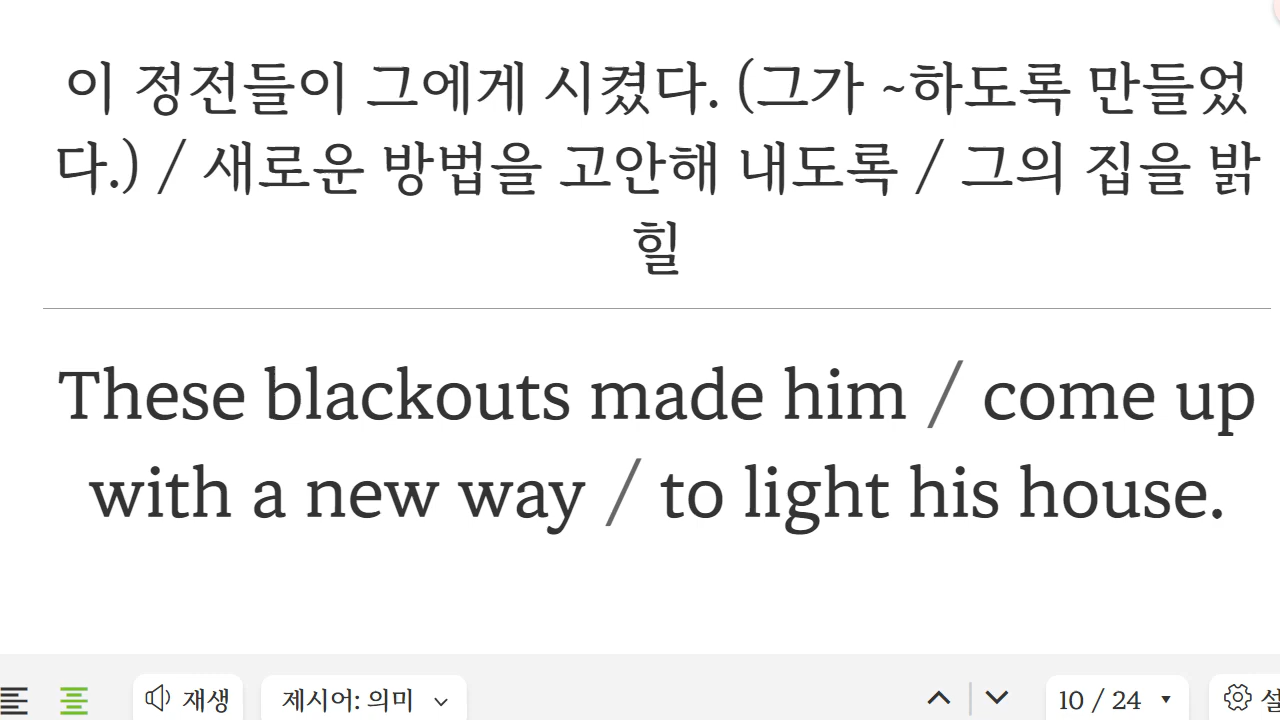 이 정전들이 그에게 시켰다. (그가 ~하도록 만들었
다.) / 새로운 방법을 고안해 내도록 / 그의 집을 밝
힐
These blackouts made him / come up
with a new way / to light his house.
재생 제시어: 의미 10 / 24